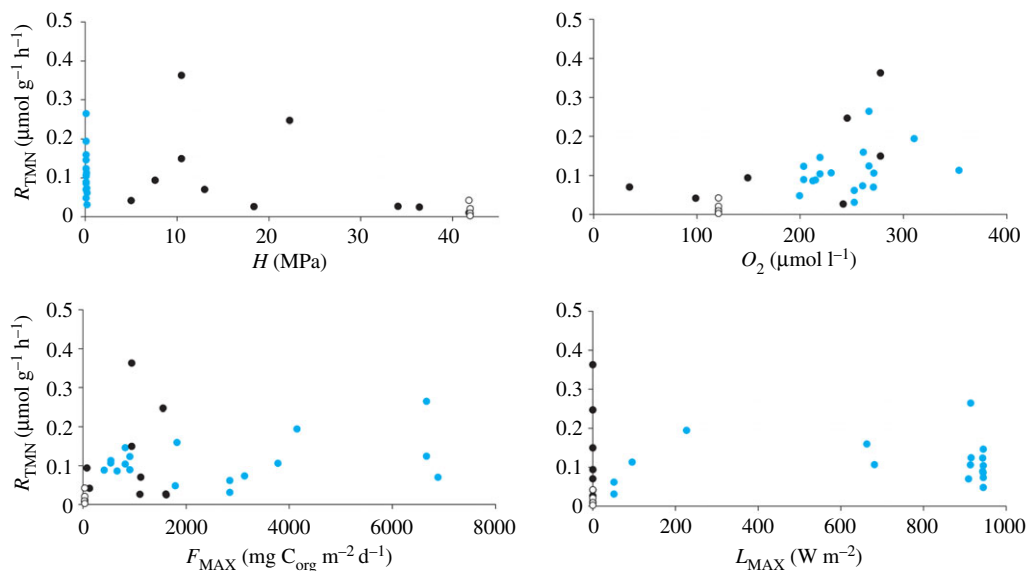 0.5
0.4
0.3
0.2
0.1
0
R_TMN (µmol g⁻¹ h⁻¹)
0 10 20 30 40
H (MPa)
0.5
0.4
0.3
0.2
0.1
0
0 100 200 300 400
O₂ (µmol l⁻¹)
0.5
0.4
0.3
0.2
0.1
0
R_TMN (µmol g⁻¹ h⁻¹)
0 2000 4000 6000 8000
F_MAX (mg C_org m⁻² d⁻¹)
0.5
0.4
0.3
0.2
0.1
0
0 200 400 600 800 1000
L_MAX (W m⁻²)